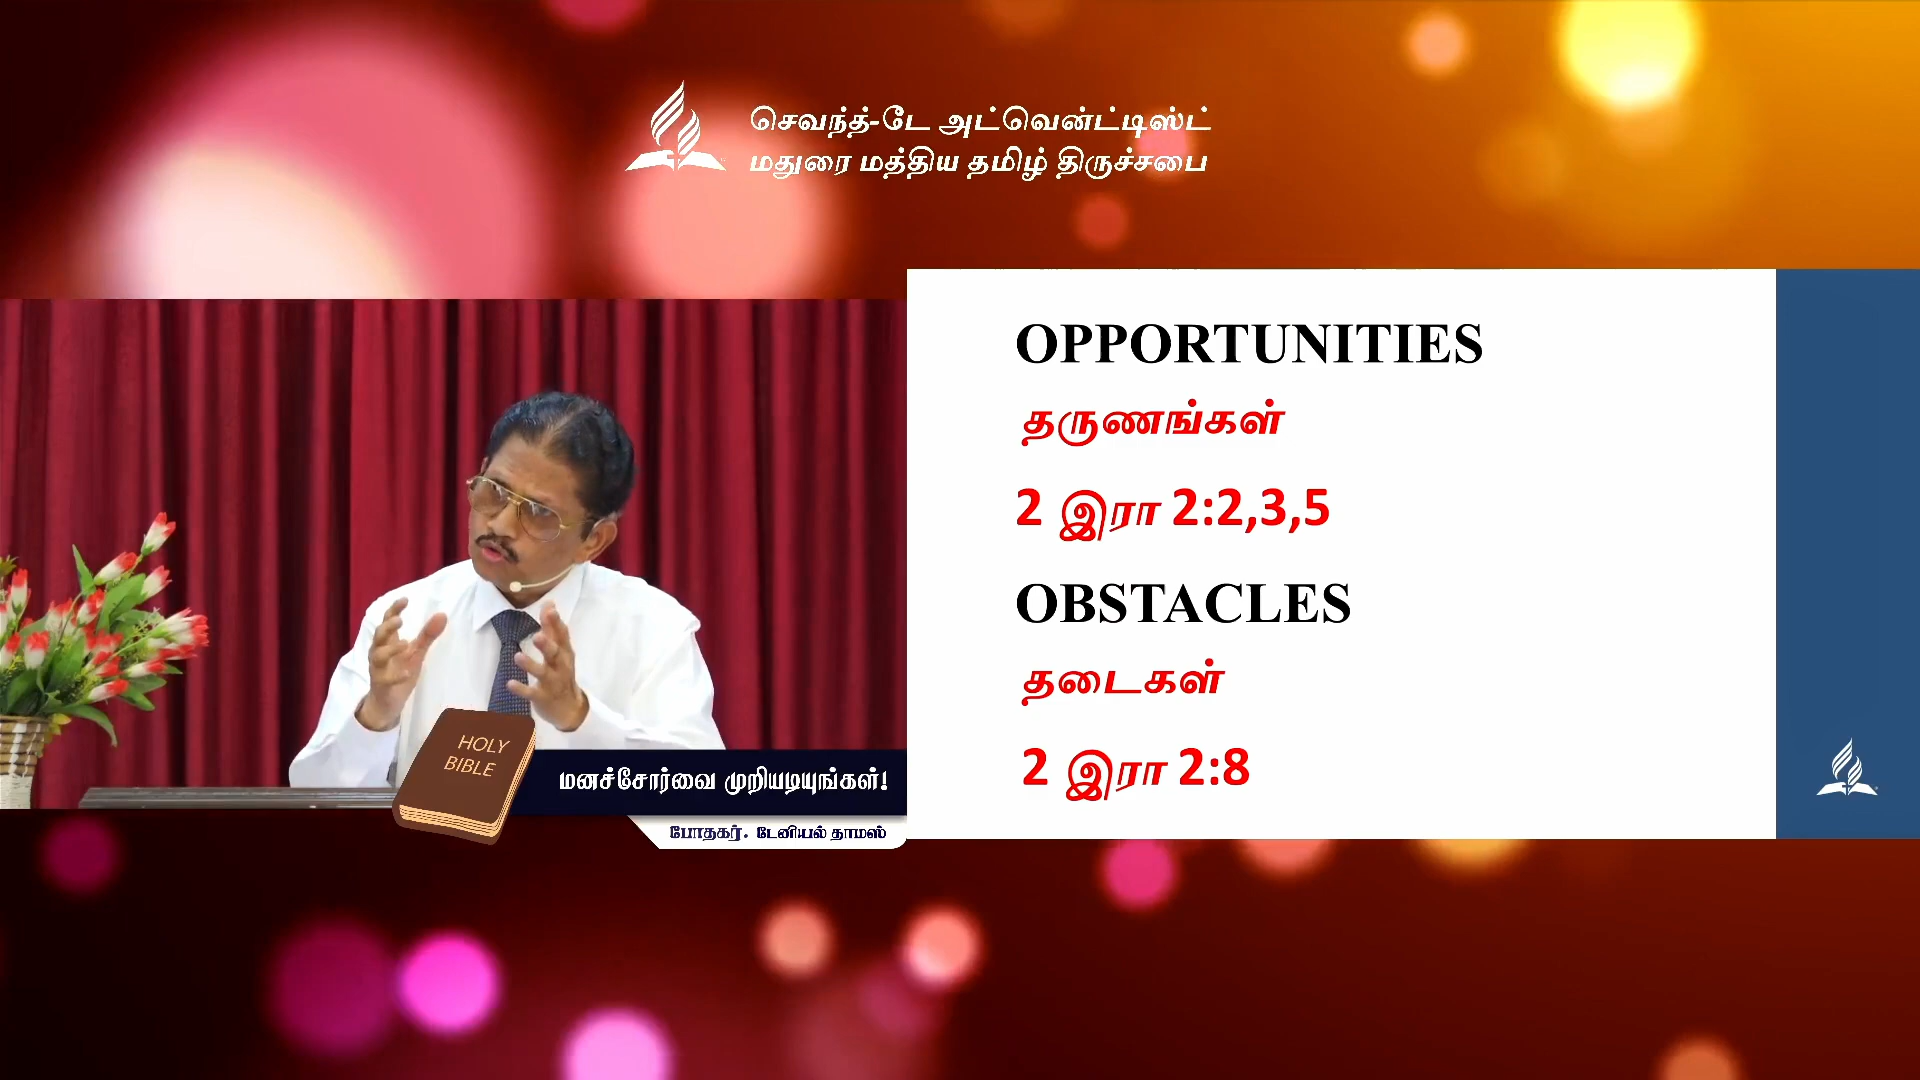 செவந்த்-டே அட்வென்ட்டிஸ்ட்
மதுரை மத்திய தமிழ் திருச்சபை
OPPORTUNITIES
தருணங்கள்
2 இரா 2:2,3,5
OBSTACLES
தடைகள்
2 இரா 2:8
HOLY
BIBLE
மனச்சோர்வை முறியடியுங்கள்!
போதகர். டேனியல் தாமஸ்